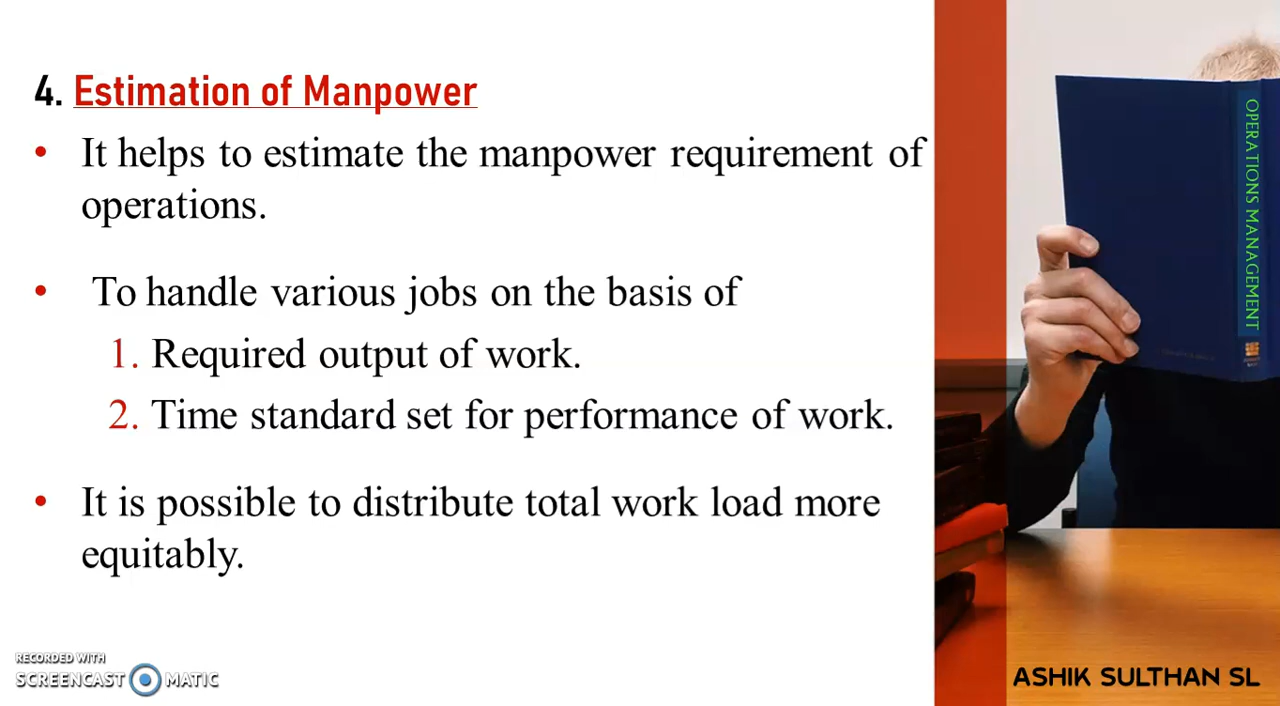 4. Estimation of Manpower
• It helps to estimate the manpower requirement of
operations.
• To handle various jobs on the basis of
1. Required output of work.
2. Time standard set for performance of work.
• It is possible to distribute total work load more
equitably.
OPERATIONS MANAGEMENT
RECORDED WITH
SCREENCAST MATIC
ASHIK SULTHAN SL